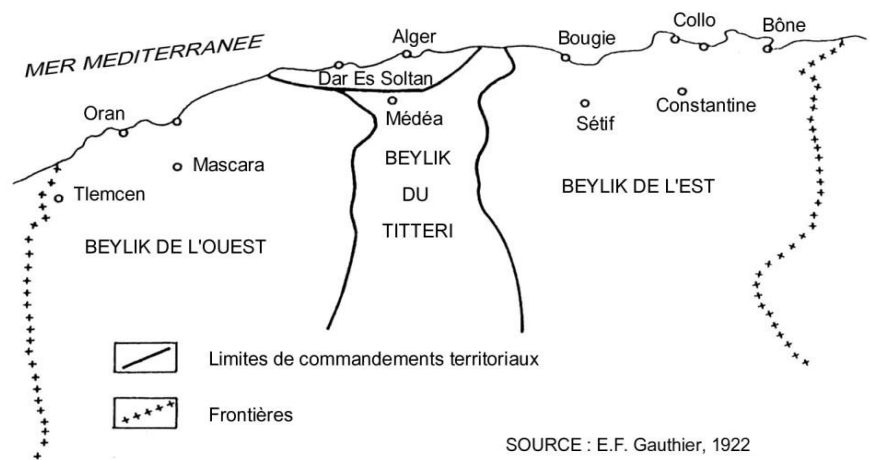 MER MEDITERRANEE
Alger
Dar Es Soltan
Bougie
Collo
Bône
Oran
Médéa
Sétif
Constantine
Mascara
Tlemcen
BEYLIK
DU
TITTERI
BEYLIK DE L'EST
BEYLIK DE L'OUEST
Limites de commandements territoriaux
Frontières
SOURCE : E.F. Gauthier, 1922